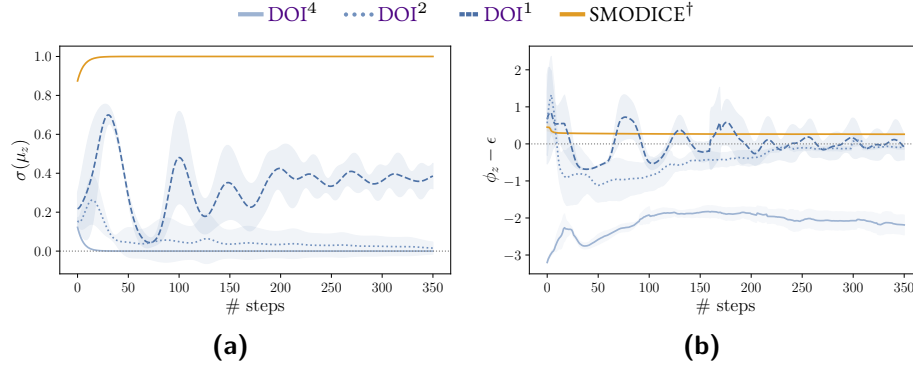 DOI⁴ DOI² DOI¹ SMODICE†
1.0
0.8
0.6
0.4
0.2
0.0
σ(μ_z)
0 50 100 150 200 250 300 350
# steps
(a)
2
1
0
−1
−2
−3
ϕ_z − ϵ
0 50 100 150 200 250 300 350
# steps
(b)